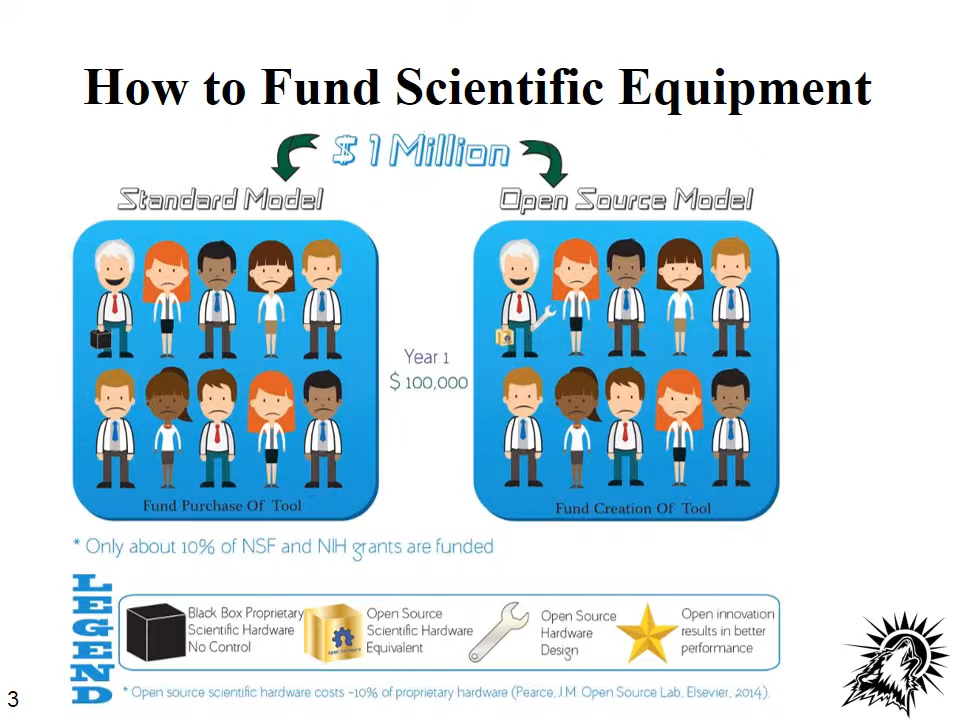 How to Fund Scientific Equipment
$ 1 Million
Standard Model
Open Source Model
Year 1
$ 100,000
Fund Purchase Of Tool
Fund Creation Of Tool
* Only about 10% of NSF and NIH grants are funded
LEGEND
Black Box Proprietary
Scientific Hardware
No Control
open hardware
Open Source
Scientific Hardware
Equivalent
Open Source
Hardware
Design
Open innovation
results in better
performance
* Open source scientific hardware costs ~10% of proprietary hardware (Pearce, J.M. Open Source Lab, Elsevier, 2014).
3